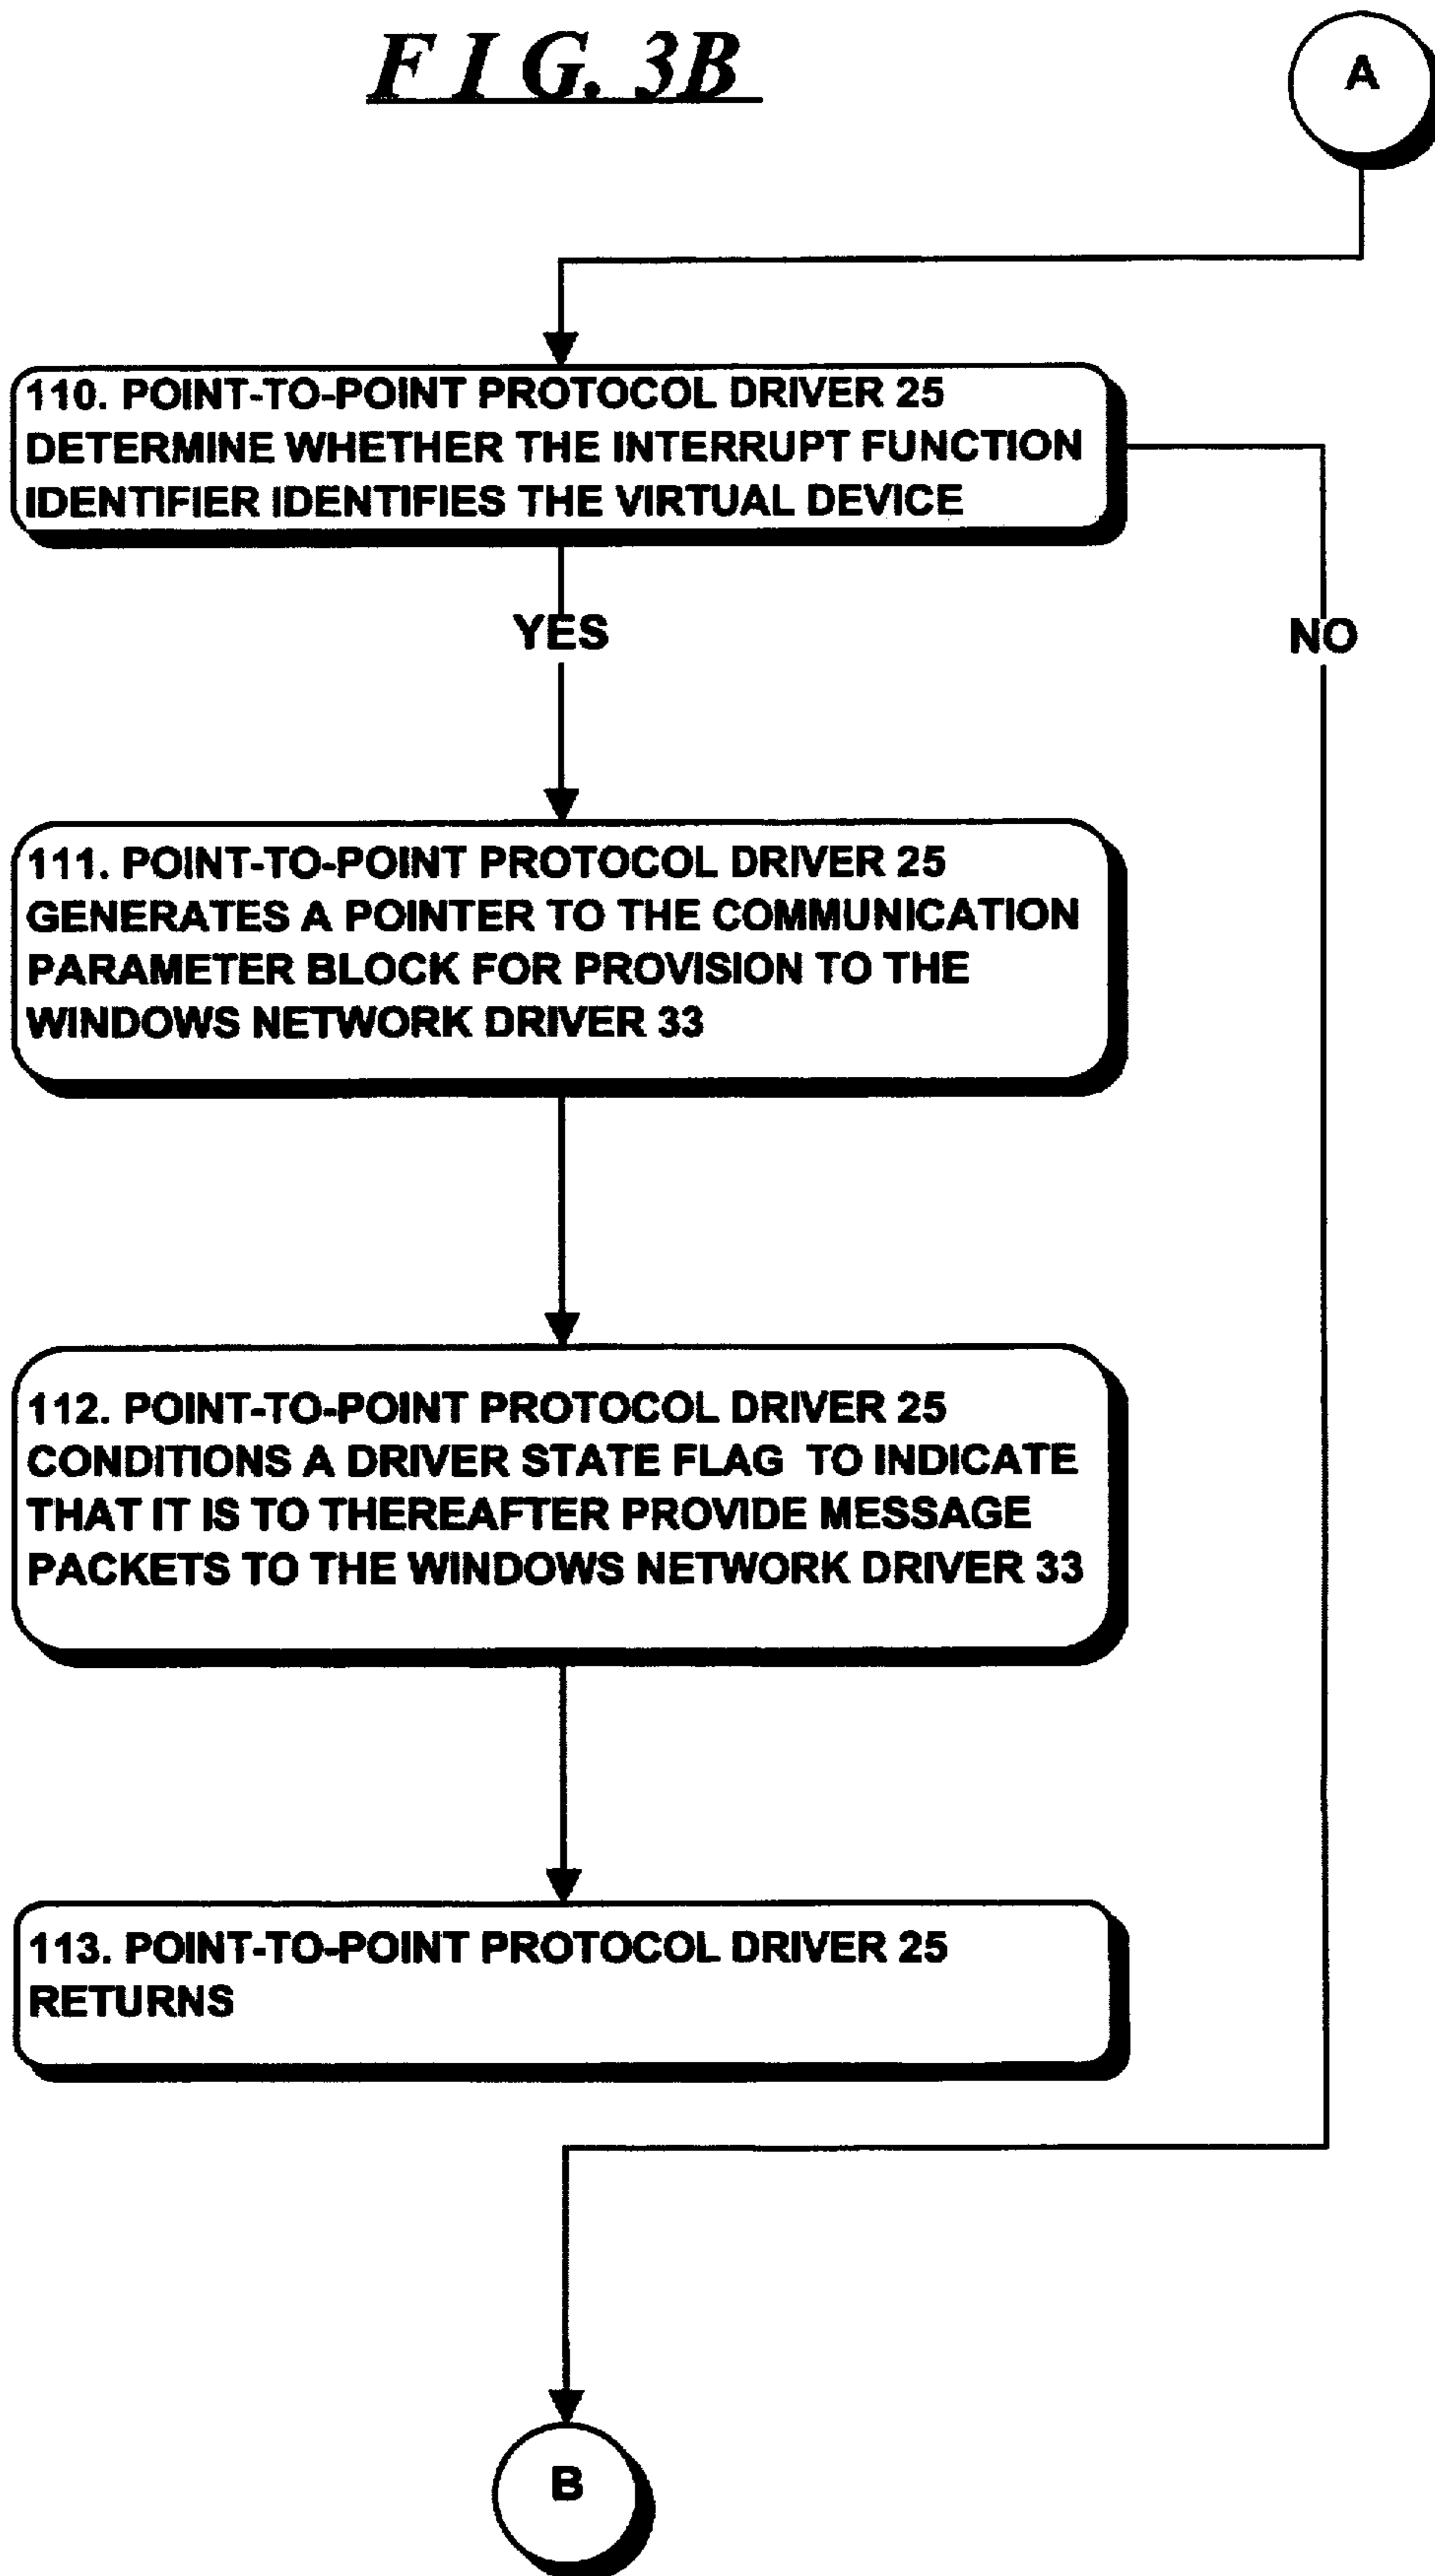 F I G. 3B
A
110. POINT-TO-POINT PROTOCOL DRIVER 25
DETERMINE WHETHER THE INTERRUPT FUNCTION
IDENTIFIER IDENTIFIES THE VIRTUAL DEVICE
YES
NO
111. POINT-TO-POINT PROTOCOL DRIVER 25
GENERATES A POINTER TO THE COMMUNICATION
PARAMETER BLOCK FOR PROVISION TO THE
WINDOWS NETWORK DRIVER 33
112. POINT-TO-POINT PROTOCOL DRIVER 25
CONDITIONS A DRIVER STATE FLAG TO INDICATE
THAT IT IS TO THEREAFTER PROVIDE MESSAGE
PACKETS TO THE WINDOWS NETWORK DRIVER 33
113. POINT-TO-POINT PROTOCOL DRIVER 25
RETURNS
B